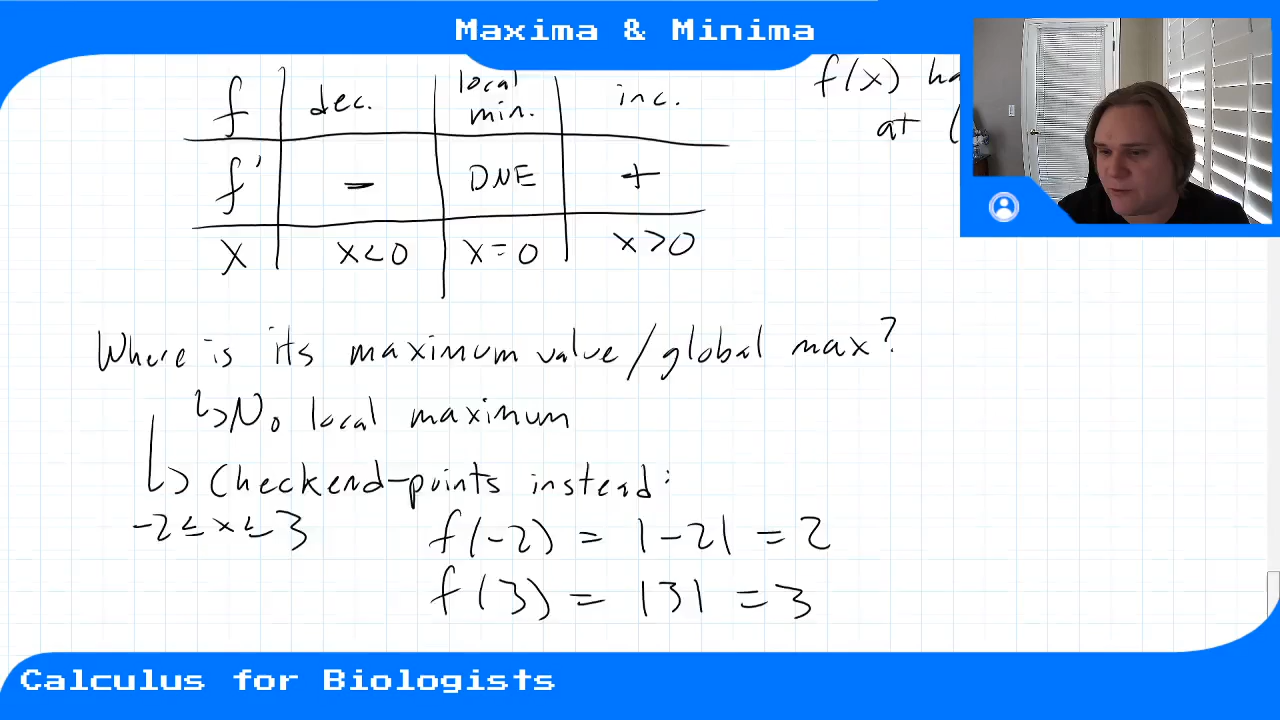 Maxima & Minima
f dec. local min. inc.
f' - DNE +
x x<0 x=0 x>0
f(x) ha
at (
Where is its maximum value/global max?
↳No local maximum
↳ Check end-points instead:
-2≤x≤3
f(-2) = |-2| = 2
f(3) = |3| = 3
Calculus for Biologists